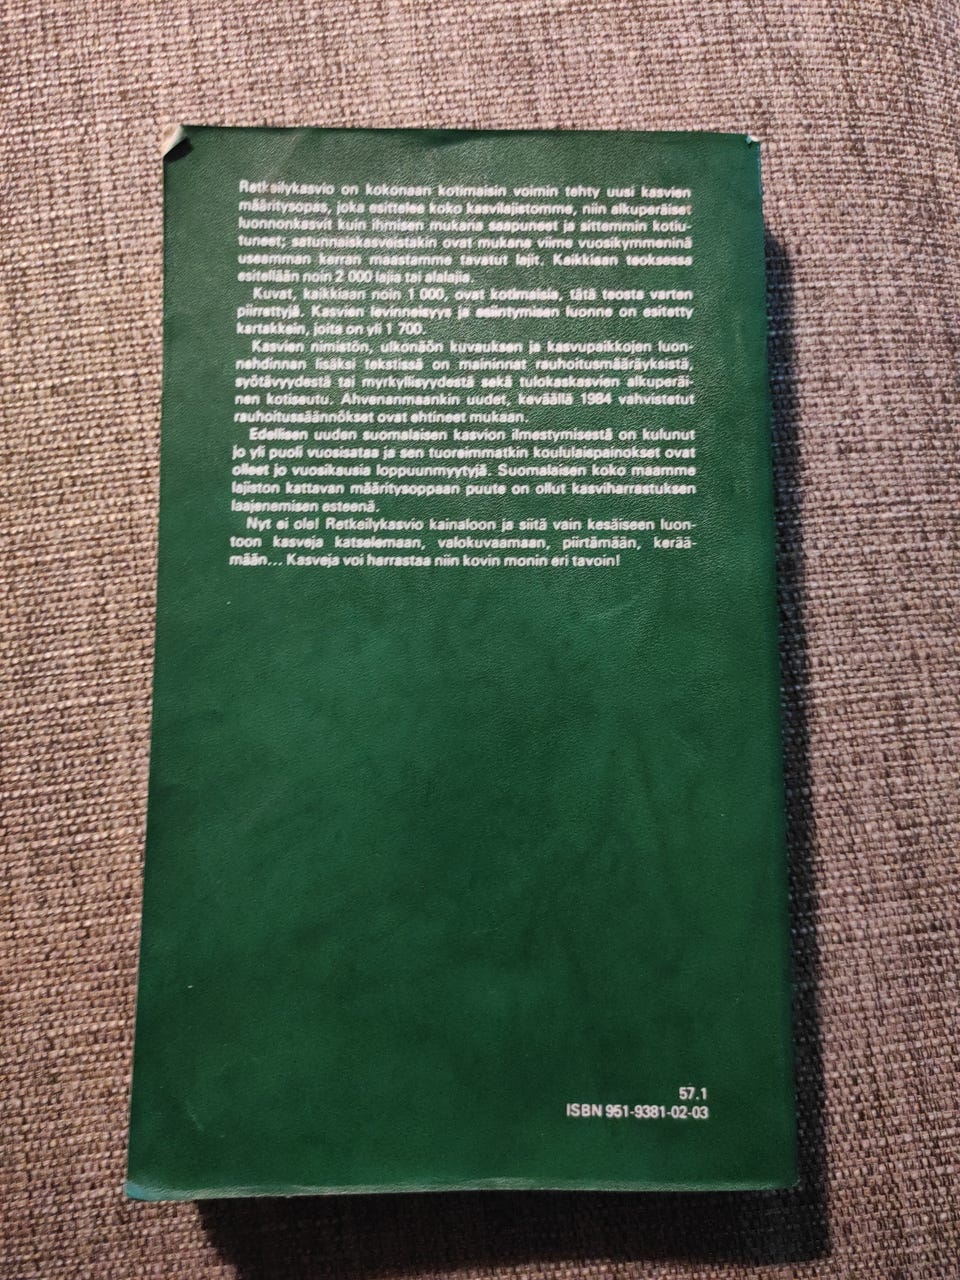 Retkeilykasvio on kokonaan kotimaisin voimin tehty uusi kasvien
määritysopas, joka esittelee koko kasvilajistomme, niin alkuperäiset
luonnonkasvit kuin ihmisen mukana saapuneet ja sittemmin kotiu-
tuneet; satunnaiskasveistakin ovat mukana viime vuosikymmeninä
useamman kerran maastamme tavatut lajit. Kaikkiaan teoksessa
esitellään noin 2 000 lajia tai alalajia.
Kuvat, kaikkiaan noin 1 000, ovat kotimaisia, tätä teosta varten
piirrettyjä. Kasvien levinneisyys ja esiintymisen luonne on esitetty
kartakkein, joita on yli 1 700.
Kasvien nimistön, ulkonäön kuvauksen ja kasvupaikkojen luon-
nehdinnan lisäksi tekstissä on maininnat rauhoitusmääräyksistä,
syötävyydestä tai myrkyllisyydestä sekä tulokaskasvien alkuperäi-
nen kotiseutu. Ahvenanmaankin uudet, keväällä 1984 vahvistetut
rauhoitussäännökset ovat ehtineet mukaan.
Edellisen uuden suomalaisen kasvion ilmestymisestä on kulunut
jo yli puoli vuosisataa ja sen tuoreimmatkin koululaispainokset ovat
olleet jo vuosikausia loppuunmyytyjä. Suomalaisen koko maamme
lajiston kattavan määritysoppaan puute on ollut kasviharrastuksen
laajenemisen esteenä.
Nyt ei ole! Retkeilykasvio kainaloon ja siitä vain kesäiseen luon-
toon kasveja katselemaan, valokuvaamaan, piirtämään, kerää-
mään... Kasveja voi harrastaa niin kovin monin eri tavoin!
57.1
ISBN 951-9381-02-03